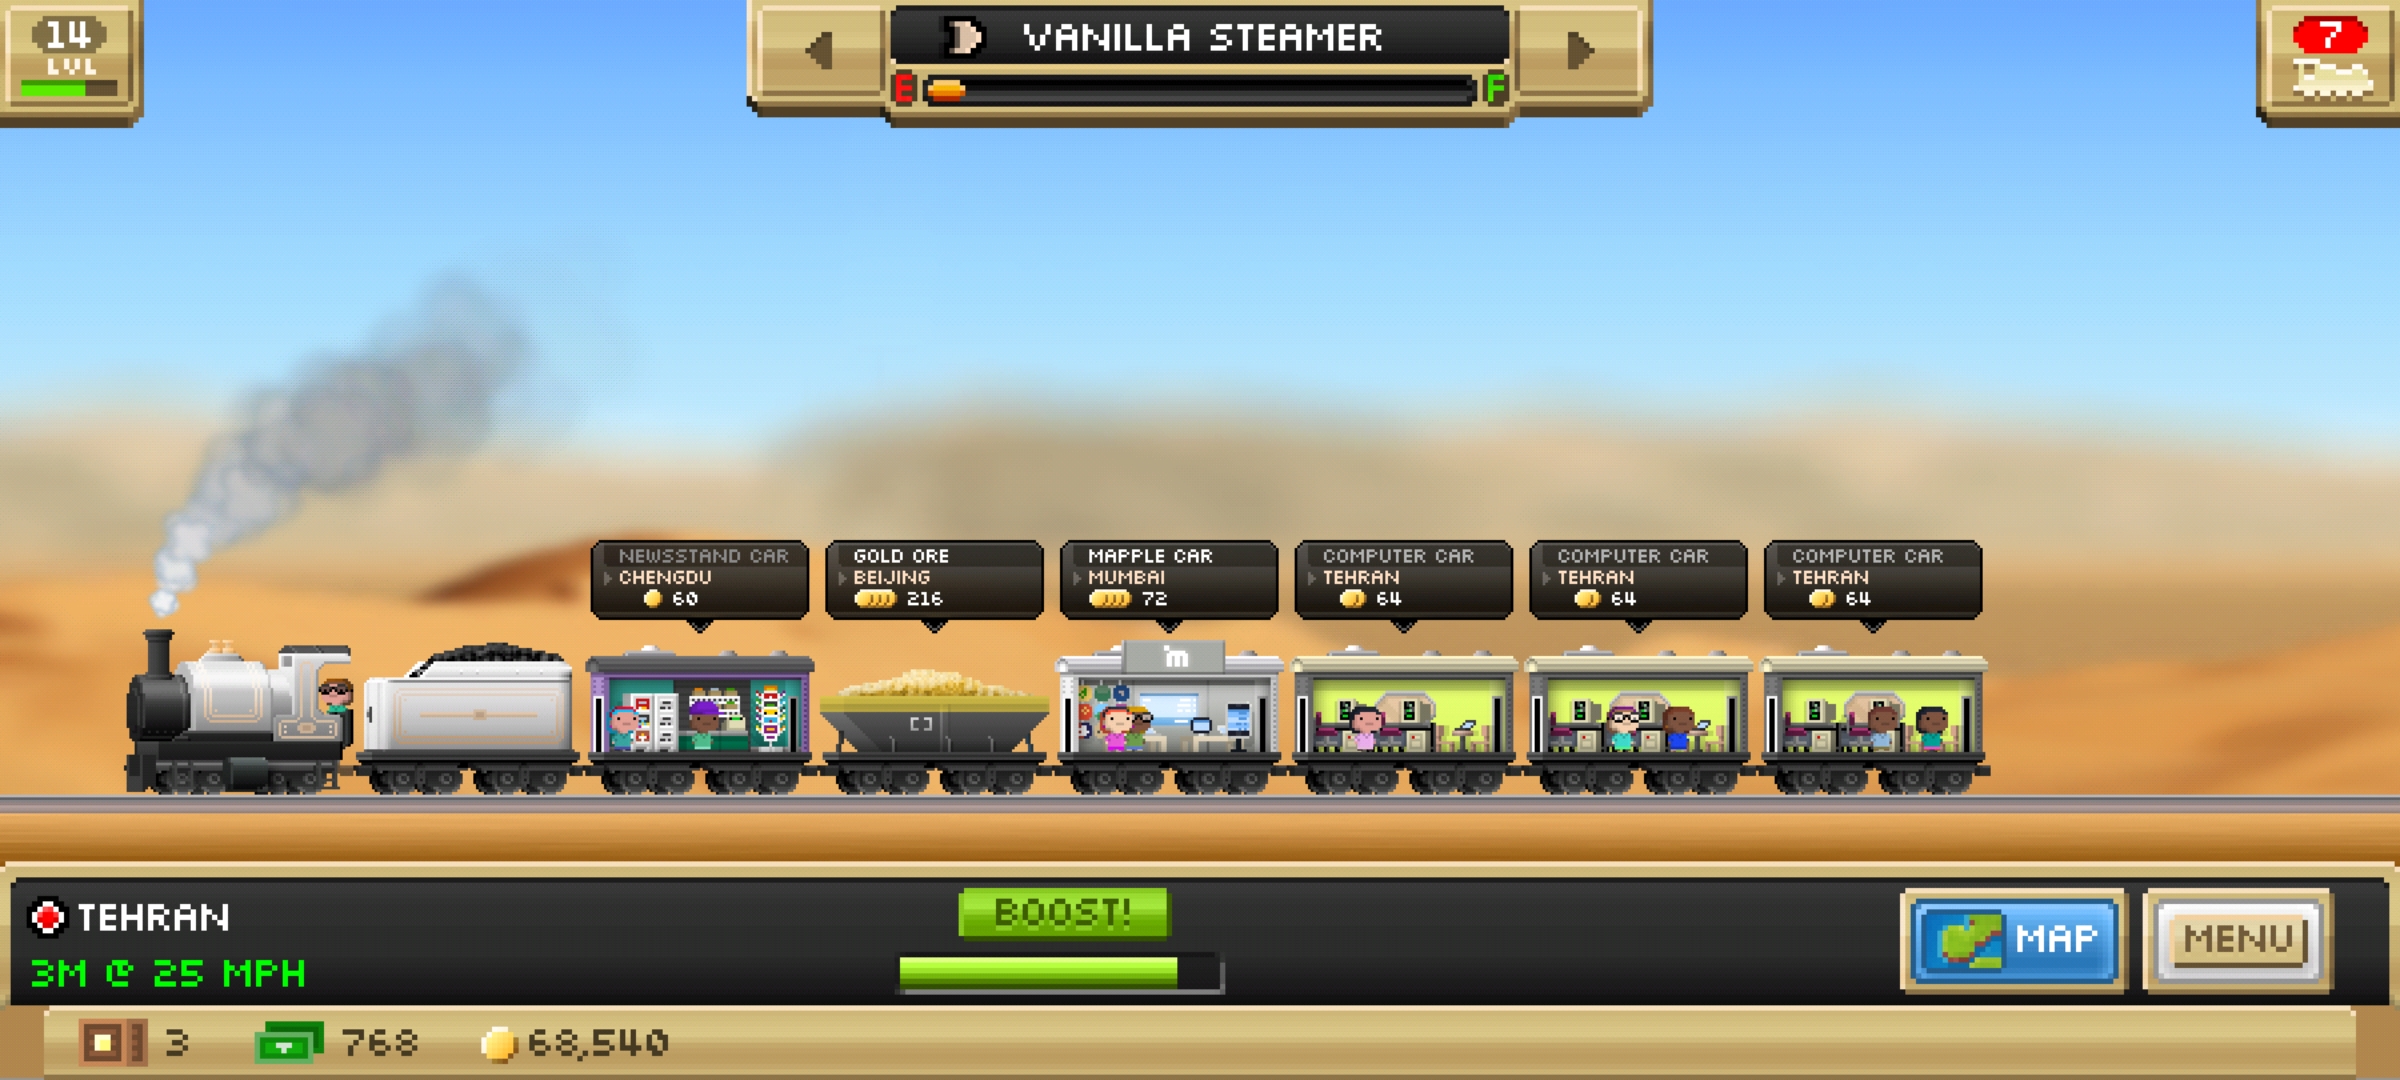 14
LVL
VANILLA STEAMER
E F
7
NEWSSTAND CAR
CHENGDU
60
GOLD ORE
BEIJING
216
MAPPLE CAR
MUMBAI
72
COMPUTER CAR
TEHRAN
64
COMPUTER CAR
TEHRAN
64
COMPUTER CAR
TEHRAN
64
m
TEHRAN
3M @ 25 MPH
BOOST!
MAP
MENU
3
768
68,540